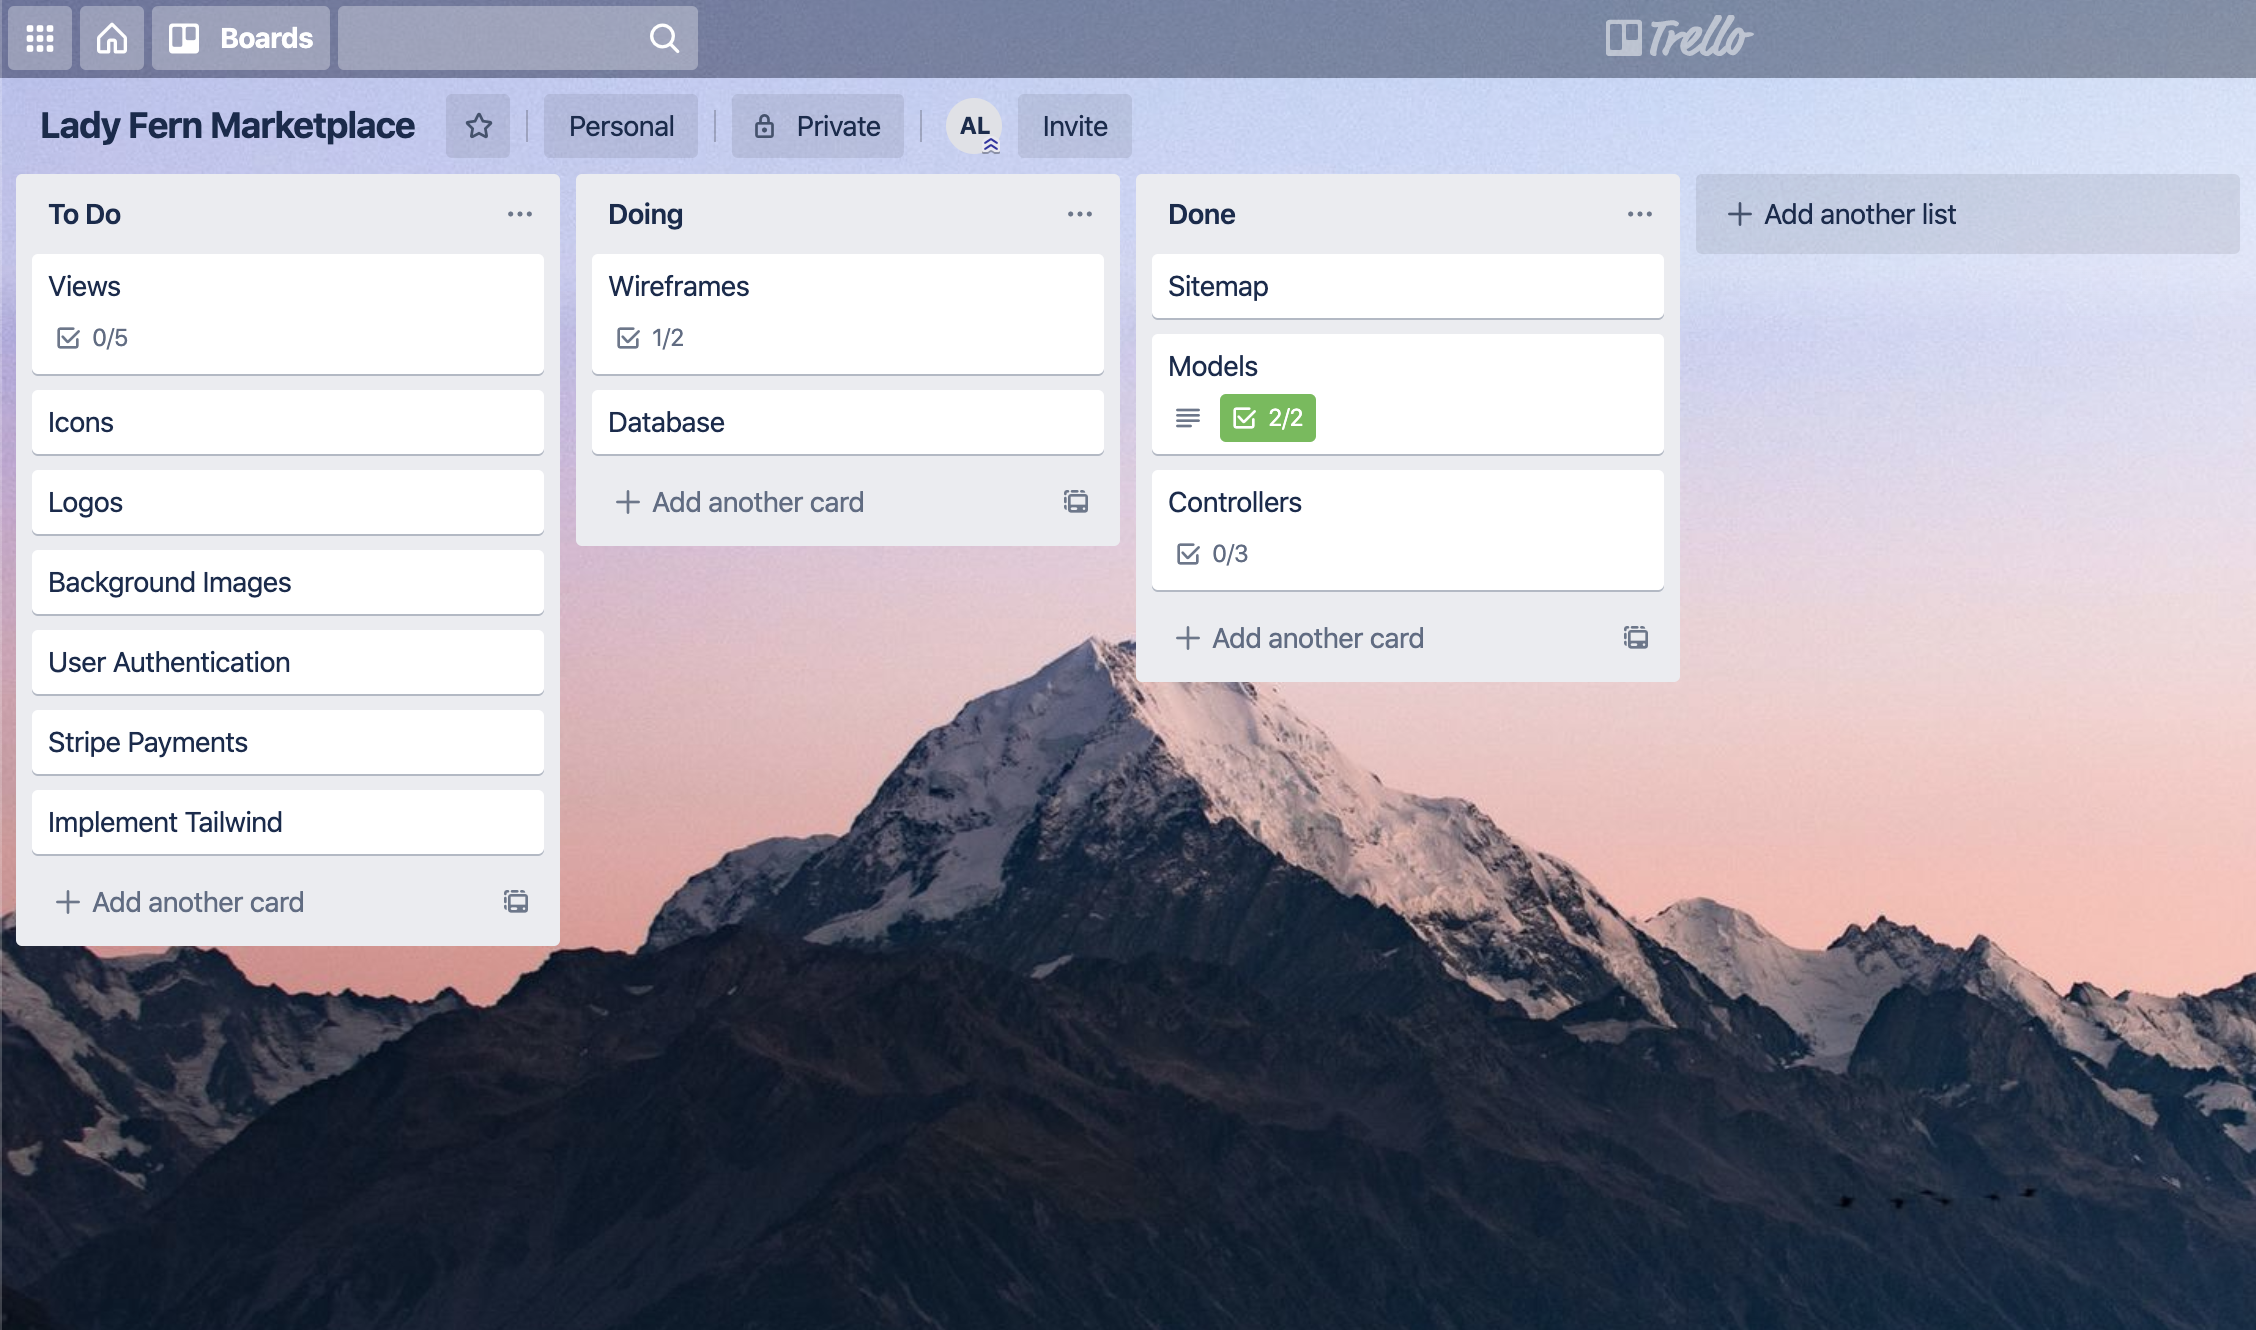 Boards
Trello
Lady Fern Marketplace
Personal
Private
AL
Invite
To Do
Views
0/5
Icons
Logos
Background Images
User Authentication
Stripe Payments
Implement Tailwind
Add another card
Doing
Wireframes
1/2
Database
Add another card
Done
Sitemap
Models
2/2
Controllers
0/3
Add another card
Add another list